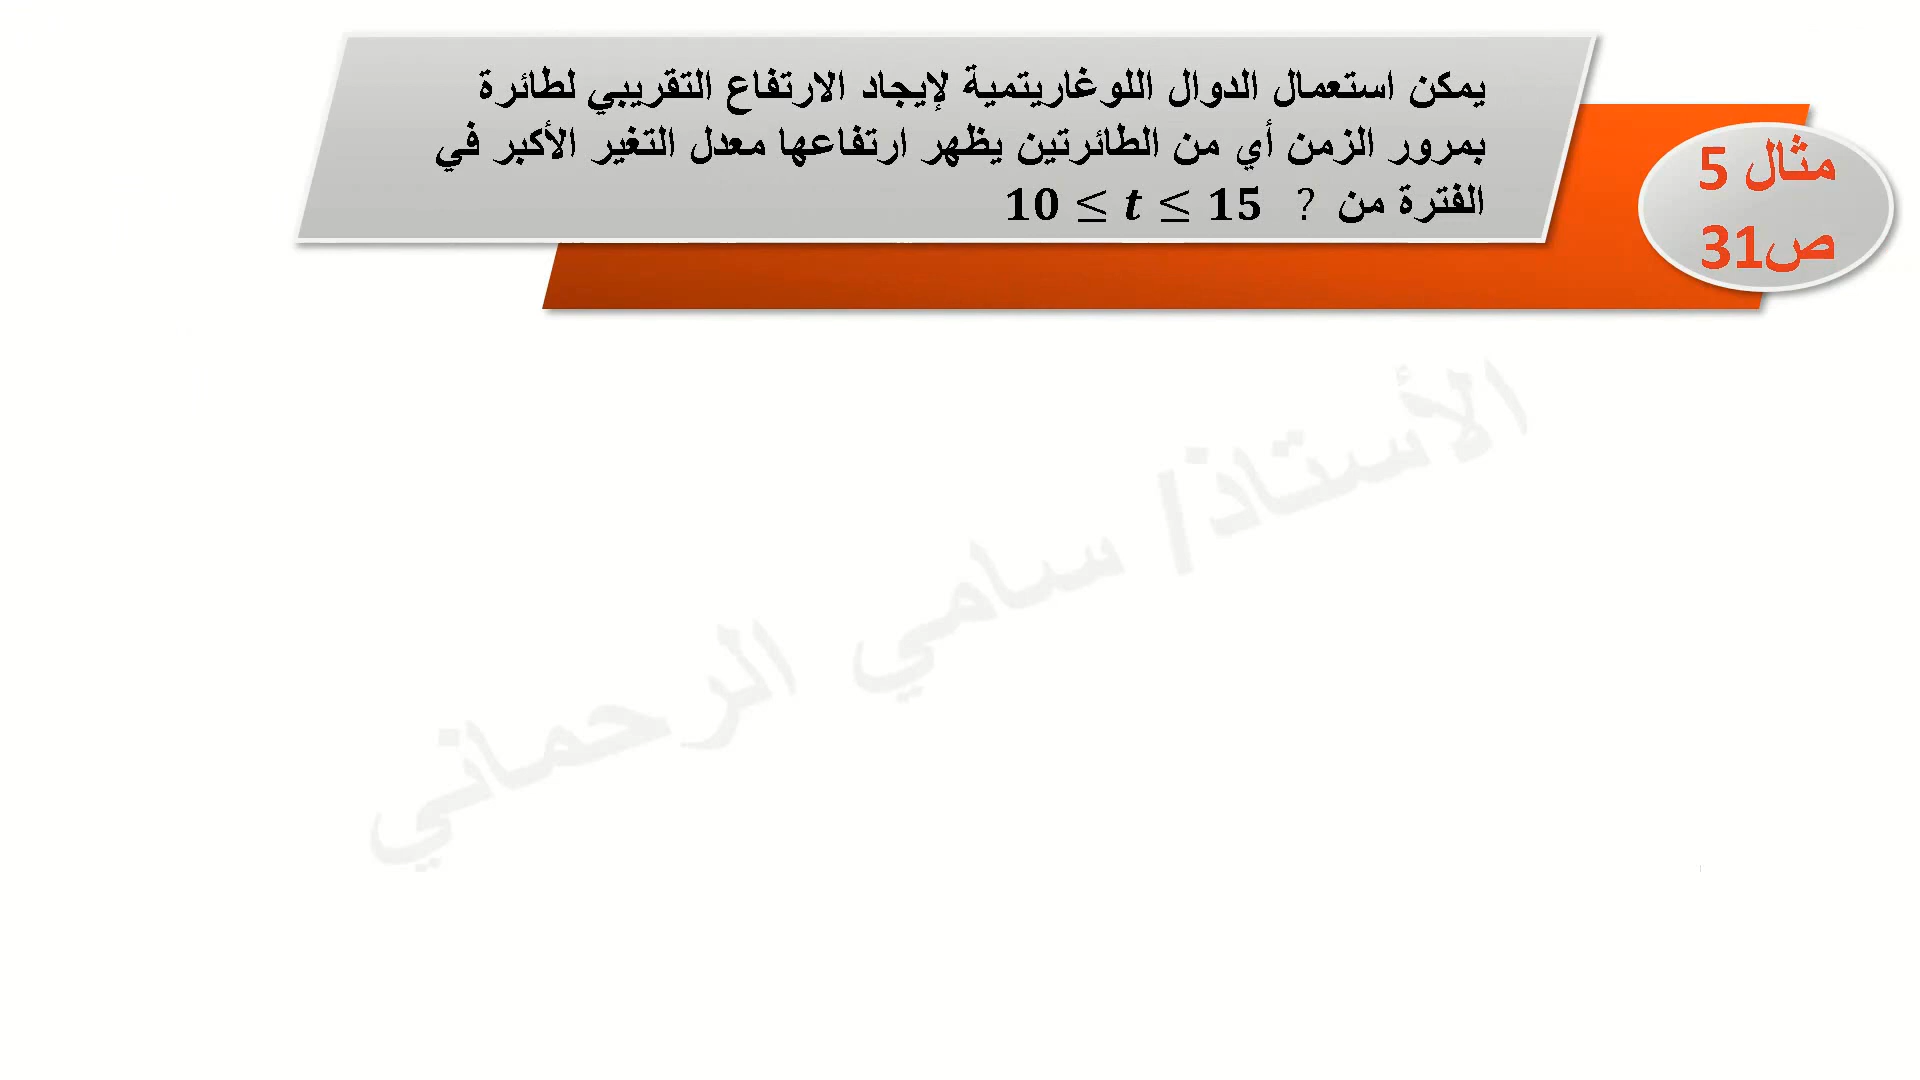 يمكن استعمال الدوال اللوغاريتمية لإيجاد الارتفاع التقريبي لطائرة
بمرور الزمن أي من الطائرتين يظهر ارتفاعها معدل التغير الأكبر في
الفترة من ? 10 ≤ t ≤ 15
مثال 5
ص31
الأستاذ/ سامي الرحماني